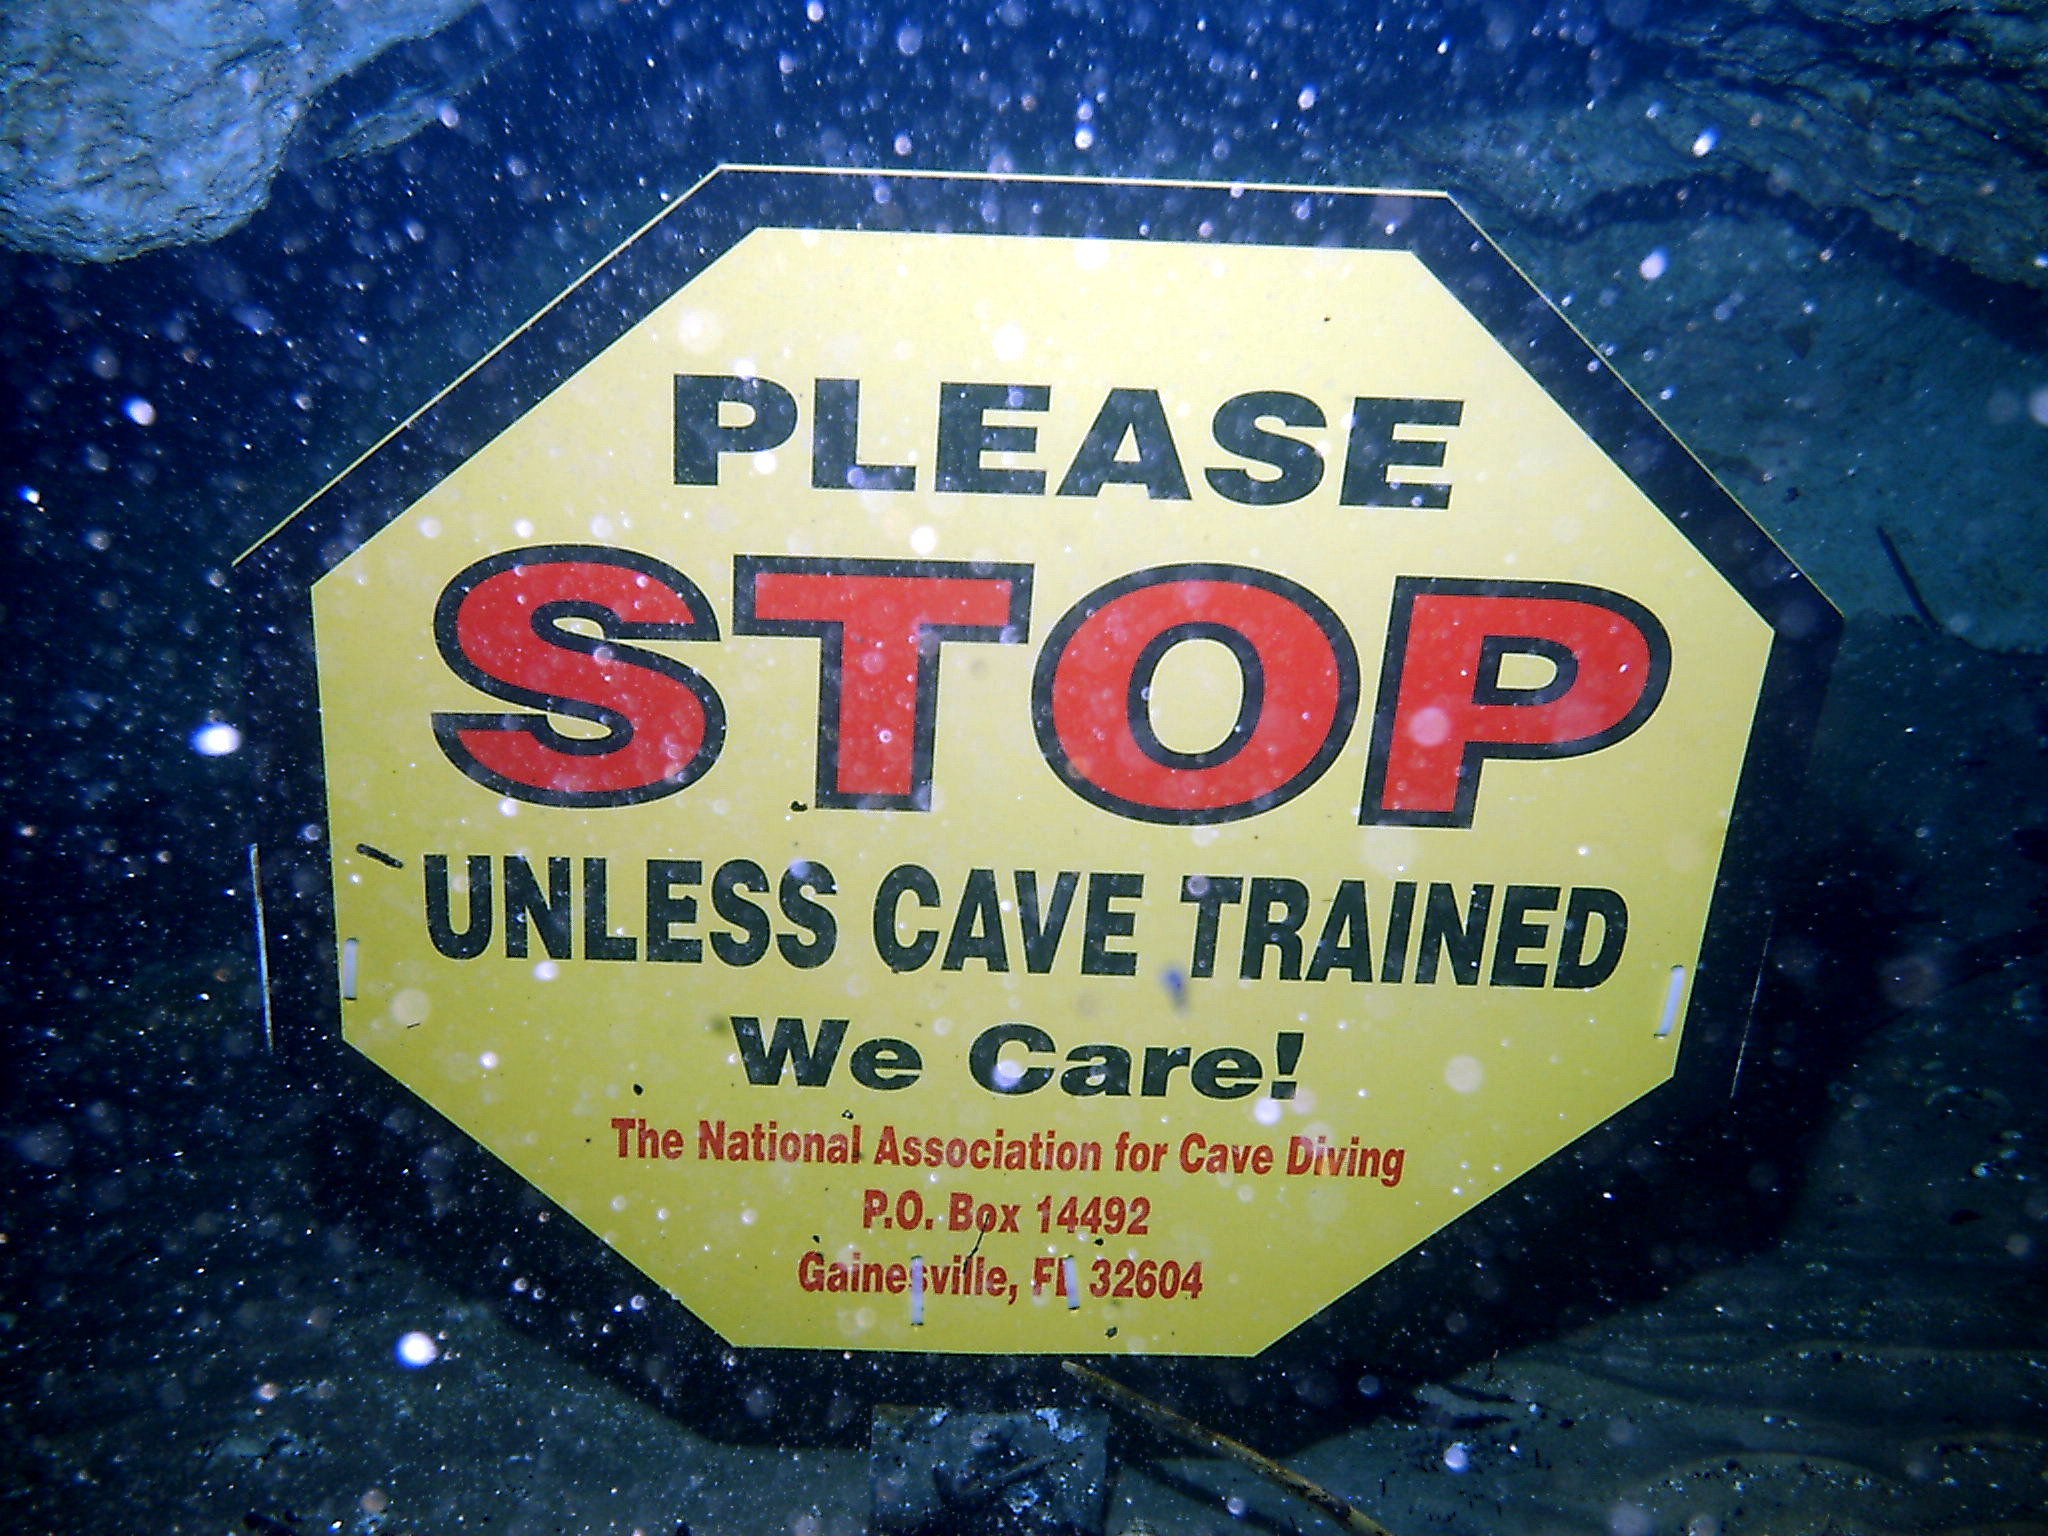 PLEASE
STOP
UNLESS CAVE TRAINED
We Care!
The National Association for Cave Diving
P.O. Box 14492
Gainesville, FL 32604